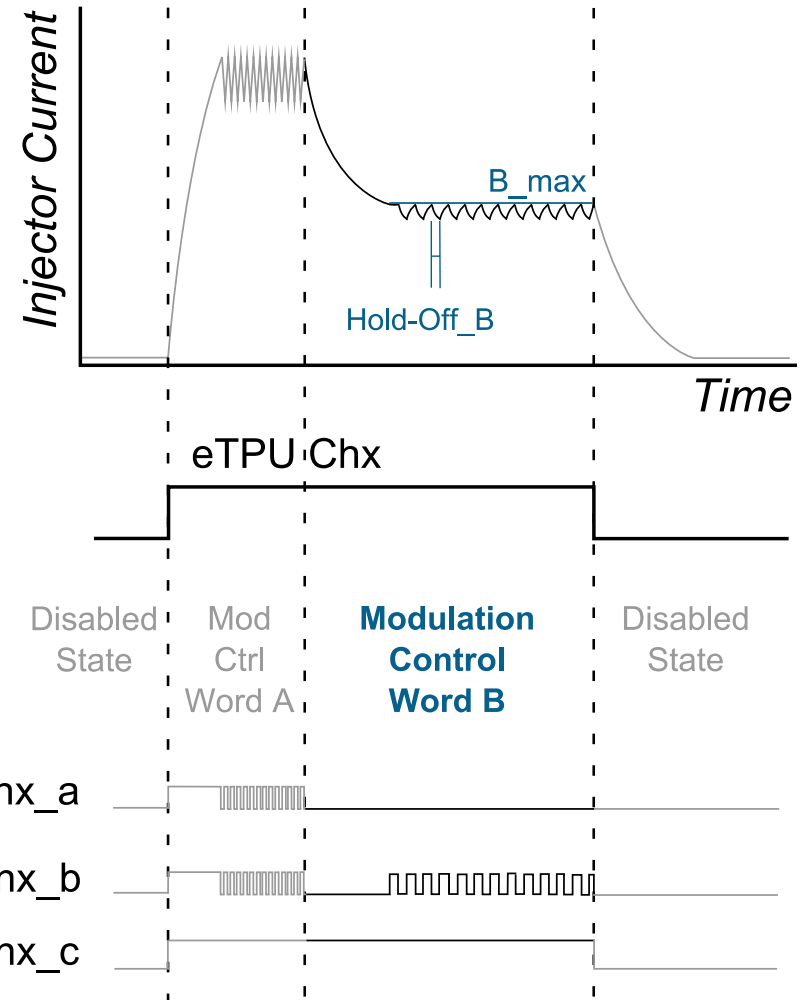 Injector Current
B_max
Hold-Off_B
Time
eTPU Chx
Disabled State
Mod Ctrl Word A
Modulation Control Word B
Disabled State
hx_a
hx_b
hx_c